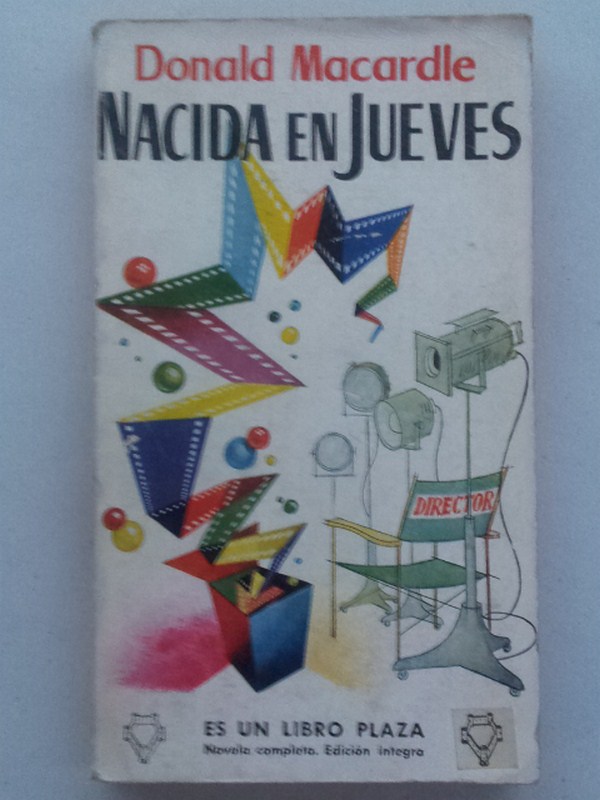 Donald Macardle
NACIDA EN JUEVES
DIRECTOR
ES UN LIBRO PLAZA
Novela completa. Edición íntegra